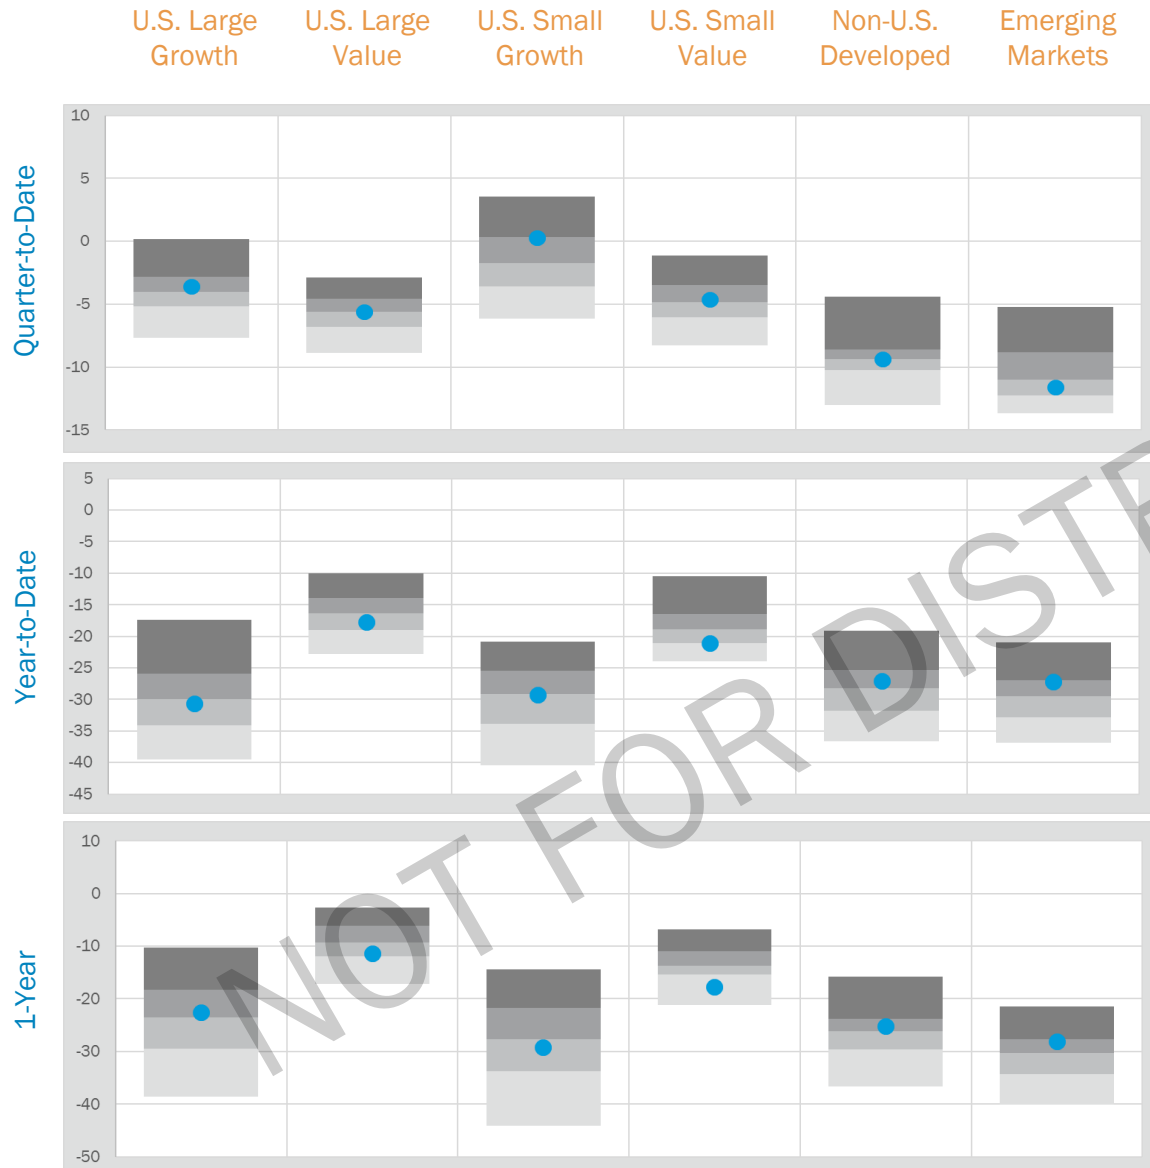 U.S. Large
Growth
U.S. Large
Value
U.S. Small
Growth
U.S. Small
Value
Non-U.S.
Developed
Emerging
Markets
Quarter-to-Date
10
5
0
-5
-10
-15
Year-to-Date
5
0
-5
-10
-15
-20
-25
-30
-35
-40
-45
1-Year
10
0
-10
-20
-30
-40
-50
NOT FOR DISTR